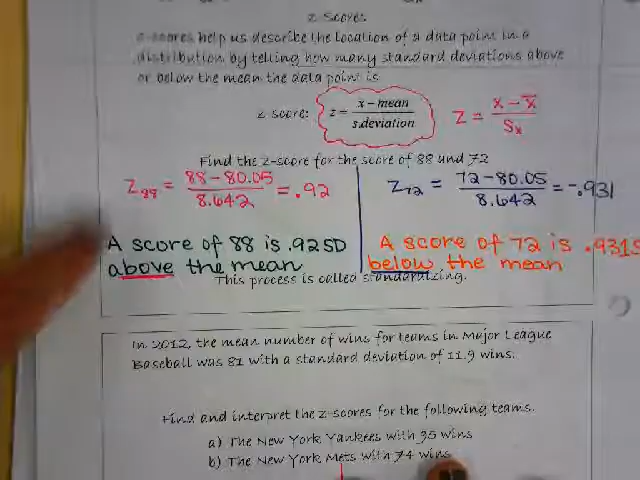 z Scores
z-scores help us describe the location of a data point in a
distribution by telling how many standard deviations above
or below the mean the data point is
z score: z = x - mean / s.deviation Z = x - x̄ / Sx
Find the z-score for the score of 88 and 72
Z88 = 88 - 80.05 / 8.642 = .92
Z72 = 72 - 80.05 / 8.642 = -.931
A score of 88 is .92SD
above the mean
A score of 72 is .931S
below the mean
This process is called standardizing.
In 2012, the mean number of wins for teams in Major League
Baseball was 81 with a standard deviation of 11.9 wins.
Find and interpret the z-scores for the following teams.
a) The New York Yankees with 95 wins
b) The New York Mets with 74 wins